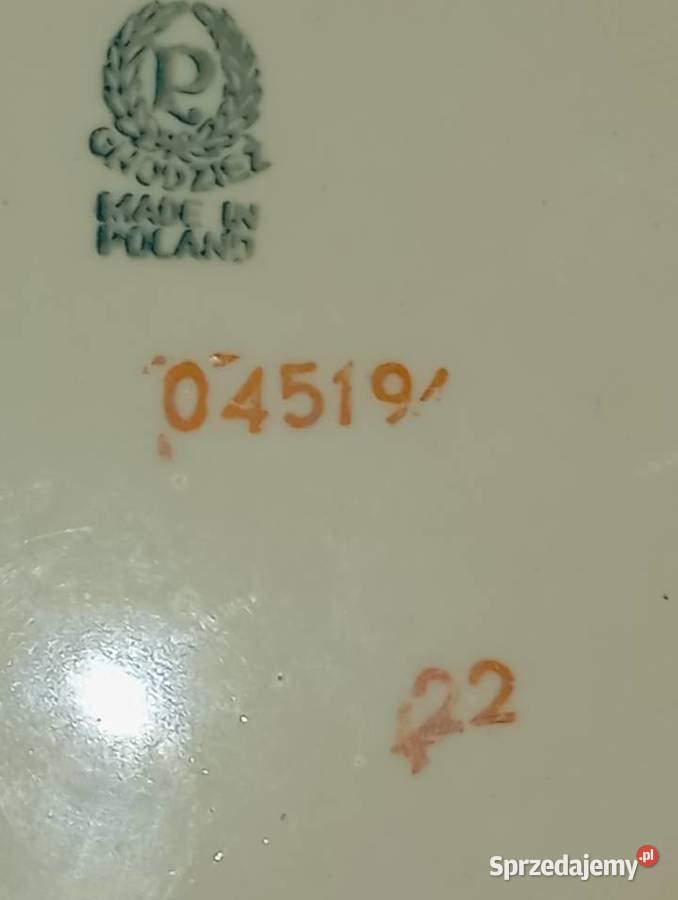 P
CHODZIEŻ
MADE IN
POLAND
04519
22
Sprzedajemy.pl